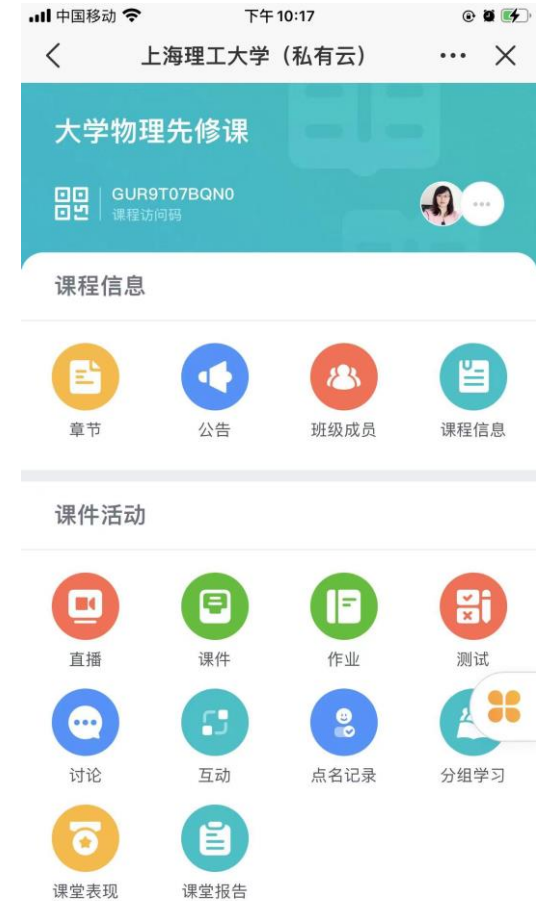 中国移动 下午10:17
上海理工大学（私有云）
大学物理先修课
GUR9T07BQN0
课程访问码
课程信息
章节 公告 班级成员 课程信息
课件活动
直播 课件 作业 测试
讨论 互动 点名记录 分组学习
课堂表现 课堂报告